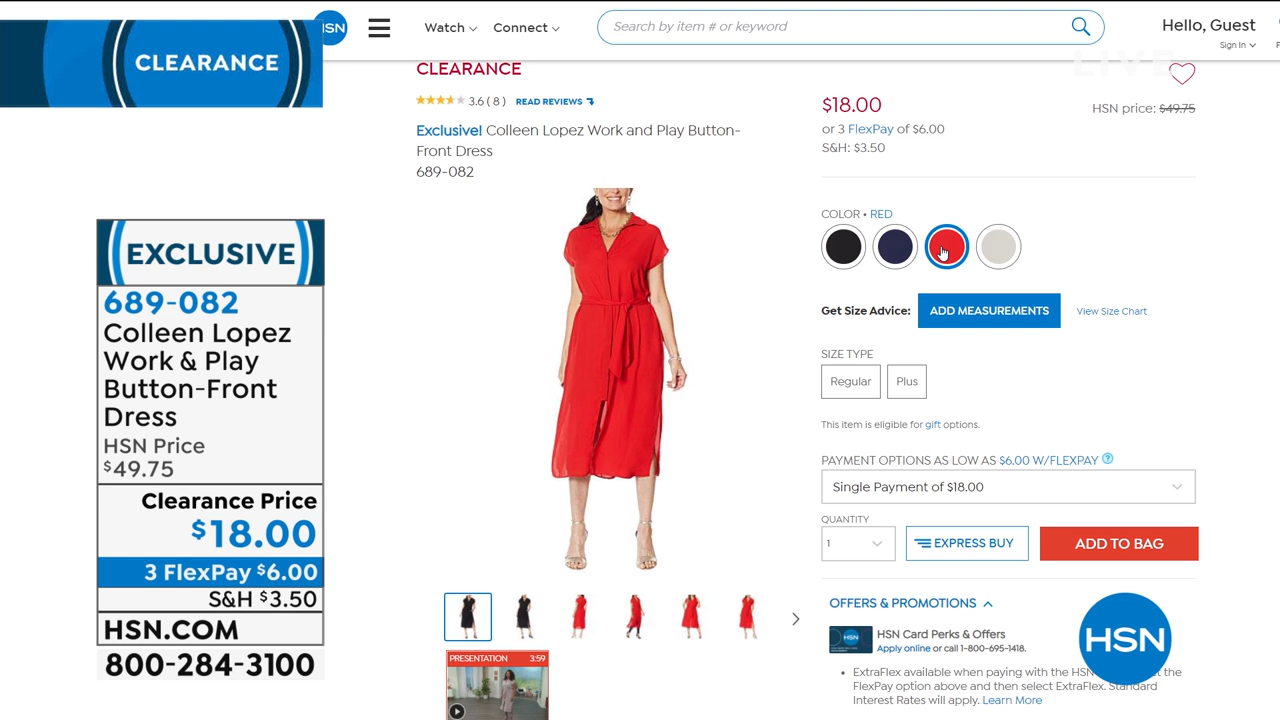 HSN
Watch
Connect
Search by item # or keyword
Hello, Guest
Sign In
CLEARANCE
LIVE
CLEARANCE
3.6 ( 8 ) READ REVIEWS
Exclusive! Colleen Lopez Work and Play Button-
Front Dress
689-082
$18.00
HSN price: $49.75
or 3 FlexPay of $6.00
S&H: $3.50
COLOR • RED
Get Size Advice: ADD MEASUREMENTS View Size Chart
SIZE TYPE
Regular Plus
This item is eligible for gift options.
PAYMENT OPTIONS AS LOW AS $6.00 W/FLEXPAY ?
Single Payment of $18.00
QUANTITY
1 EXPRESS BUY ADD TO BAG
OFFERS & PROMOTIONS
HSN
HSN Card Perks & Offers
Apply online or call 1-800-695-1418.
• ExtraFlex available when paying with the HSN the
FlexPay option above and then select ExtraFlex. Standard
Interest Rates will apply. Learn More
HSN
PRESENTATION 3:59
EXCLUSIVE
689-082
Colleen Lopez
Work & Play
Button-Front
Dress
HSN Price
$49.75
Clearance Price
$18.00
3 FlexPay $6.00
S&H $3.50
HSN.COM
800-284-3100